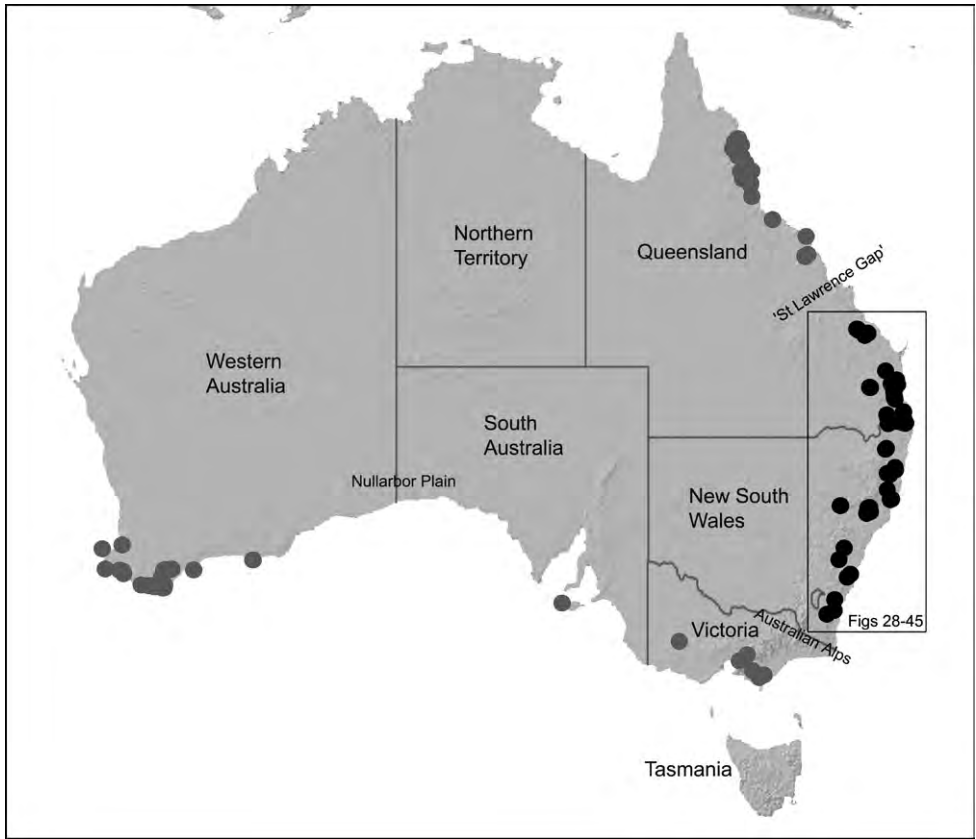 Northern
Territory
Queensland
'St Lawrence Gap'
Western
Australia
South
Australia
Nullarbor Plain
New South
Wales
Figs 28-45
Victoria
Australian Alps
Tasmania